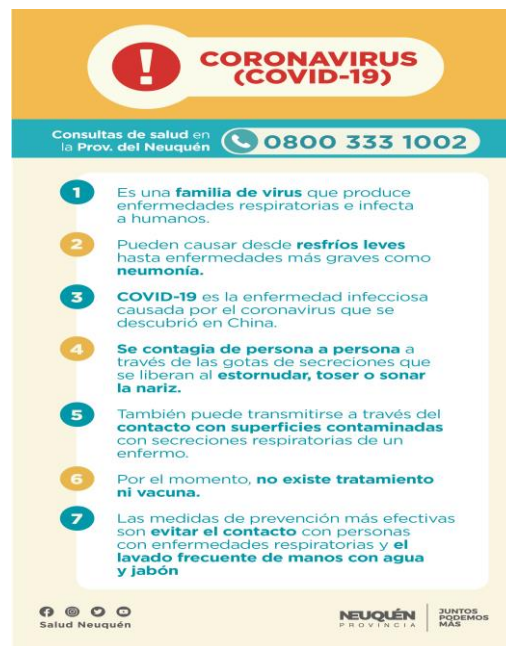 CORONAVIRUS
(COVID-19)
Consultas de salud en
la Prov. del Neuquén
0800 333 1002
1
Es una familia de virus que produce
enfermedades respiratorias e infecta
a humanos.
2
Pueden causar desde resfríos leves
hasta enfermedades más graves como
neumonía.
3
COVID-19 es la enfermedad infecciosa
causada por el coronavirus que se
descubrió en China.
4
Se contagia de persona a persona a
través de las gotas de secreciones que
se liberan al estornudar, toser o sonar
la nariz.
5
También puede transmitirse a través del
contacto con superficies contaminadas
con secreciones respiratorias de un
enfermo.
6
Por el momento, no existe tratamiento
ni vacuna.
7
Las medidas de prevención más efectivas
son evitar el contacto con personas
con enfermedades respiratorias y el
lavado frecuente de manos con agua
y jabón
Salud Neuquén
NEUQUÉN
PROVINCIA
JUNTOS
PODEMOS
MÁS